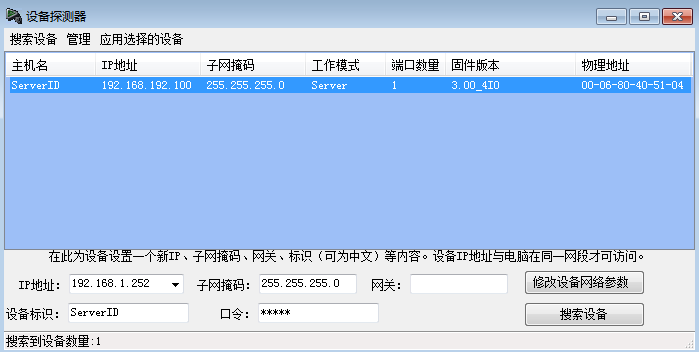 设备探测器
搜索设备 管理 应用选择的设备
主机名 IP地址 子网掩码 工作模式 端口数量 固件版本 物理地址
ServerID 192.168.192.100 255.255.255.0 Server 1 3.00_4IO 00-06-80-40-51-04
在此为设备设置一个新IP、子网掩码、网关、标识（可为中文）等内容。设备IP地址与电脑在同一网段才可访问。
IP地址: 192.168.1.252 子网掩码: 255.255.255.0 网关: 修改设备网络参数
设备标识: ServerID 口令: ***** 搜索设备
搜索到设备数量:1